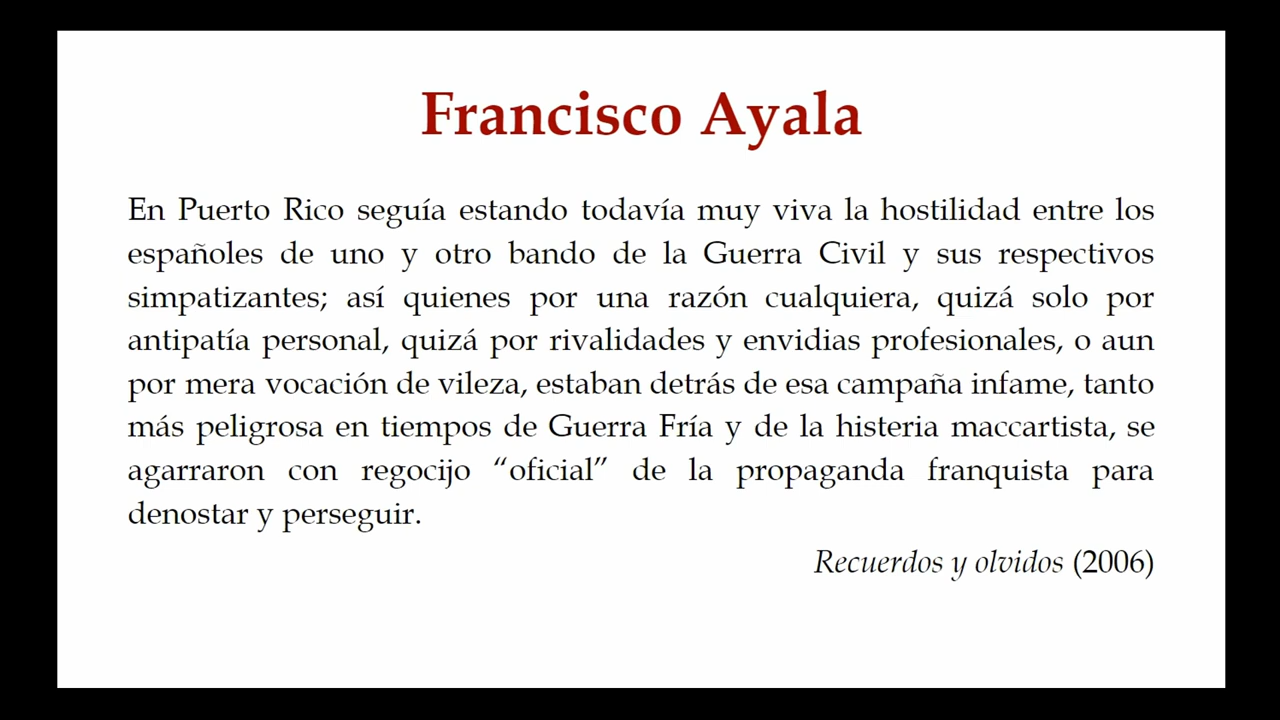 Francisco Ayala
En Puerto Rico seguía estando todavía muy viva la hostilidad entre los
españoles de uno y otro bando de la Guerra Civil y sus respectivos
simpatizantes; así quienes por una razón cualquiera, quizá solo por
antipatía personal, quizá por rivalidades y envidias profesionales, o aun
por mera vocación de vileza, estaban detrás de esa campaña infame, tanto
más peligrosa en tiempos de Guerra Fría y de la histeria maccartista, se
agarraron con regocijo “oficial” de la propaganda franquista para
denostar y perseguir.
Recuerdos y olvidos (2006)